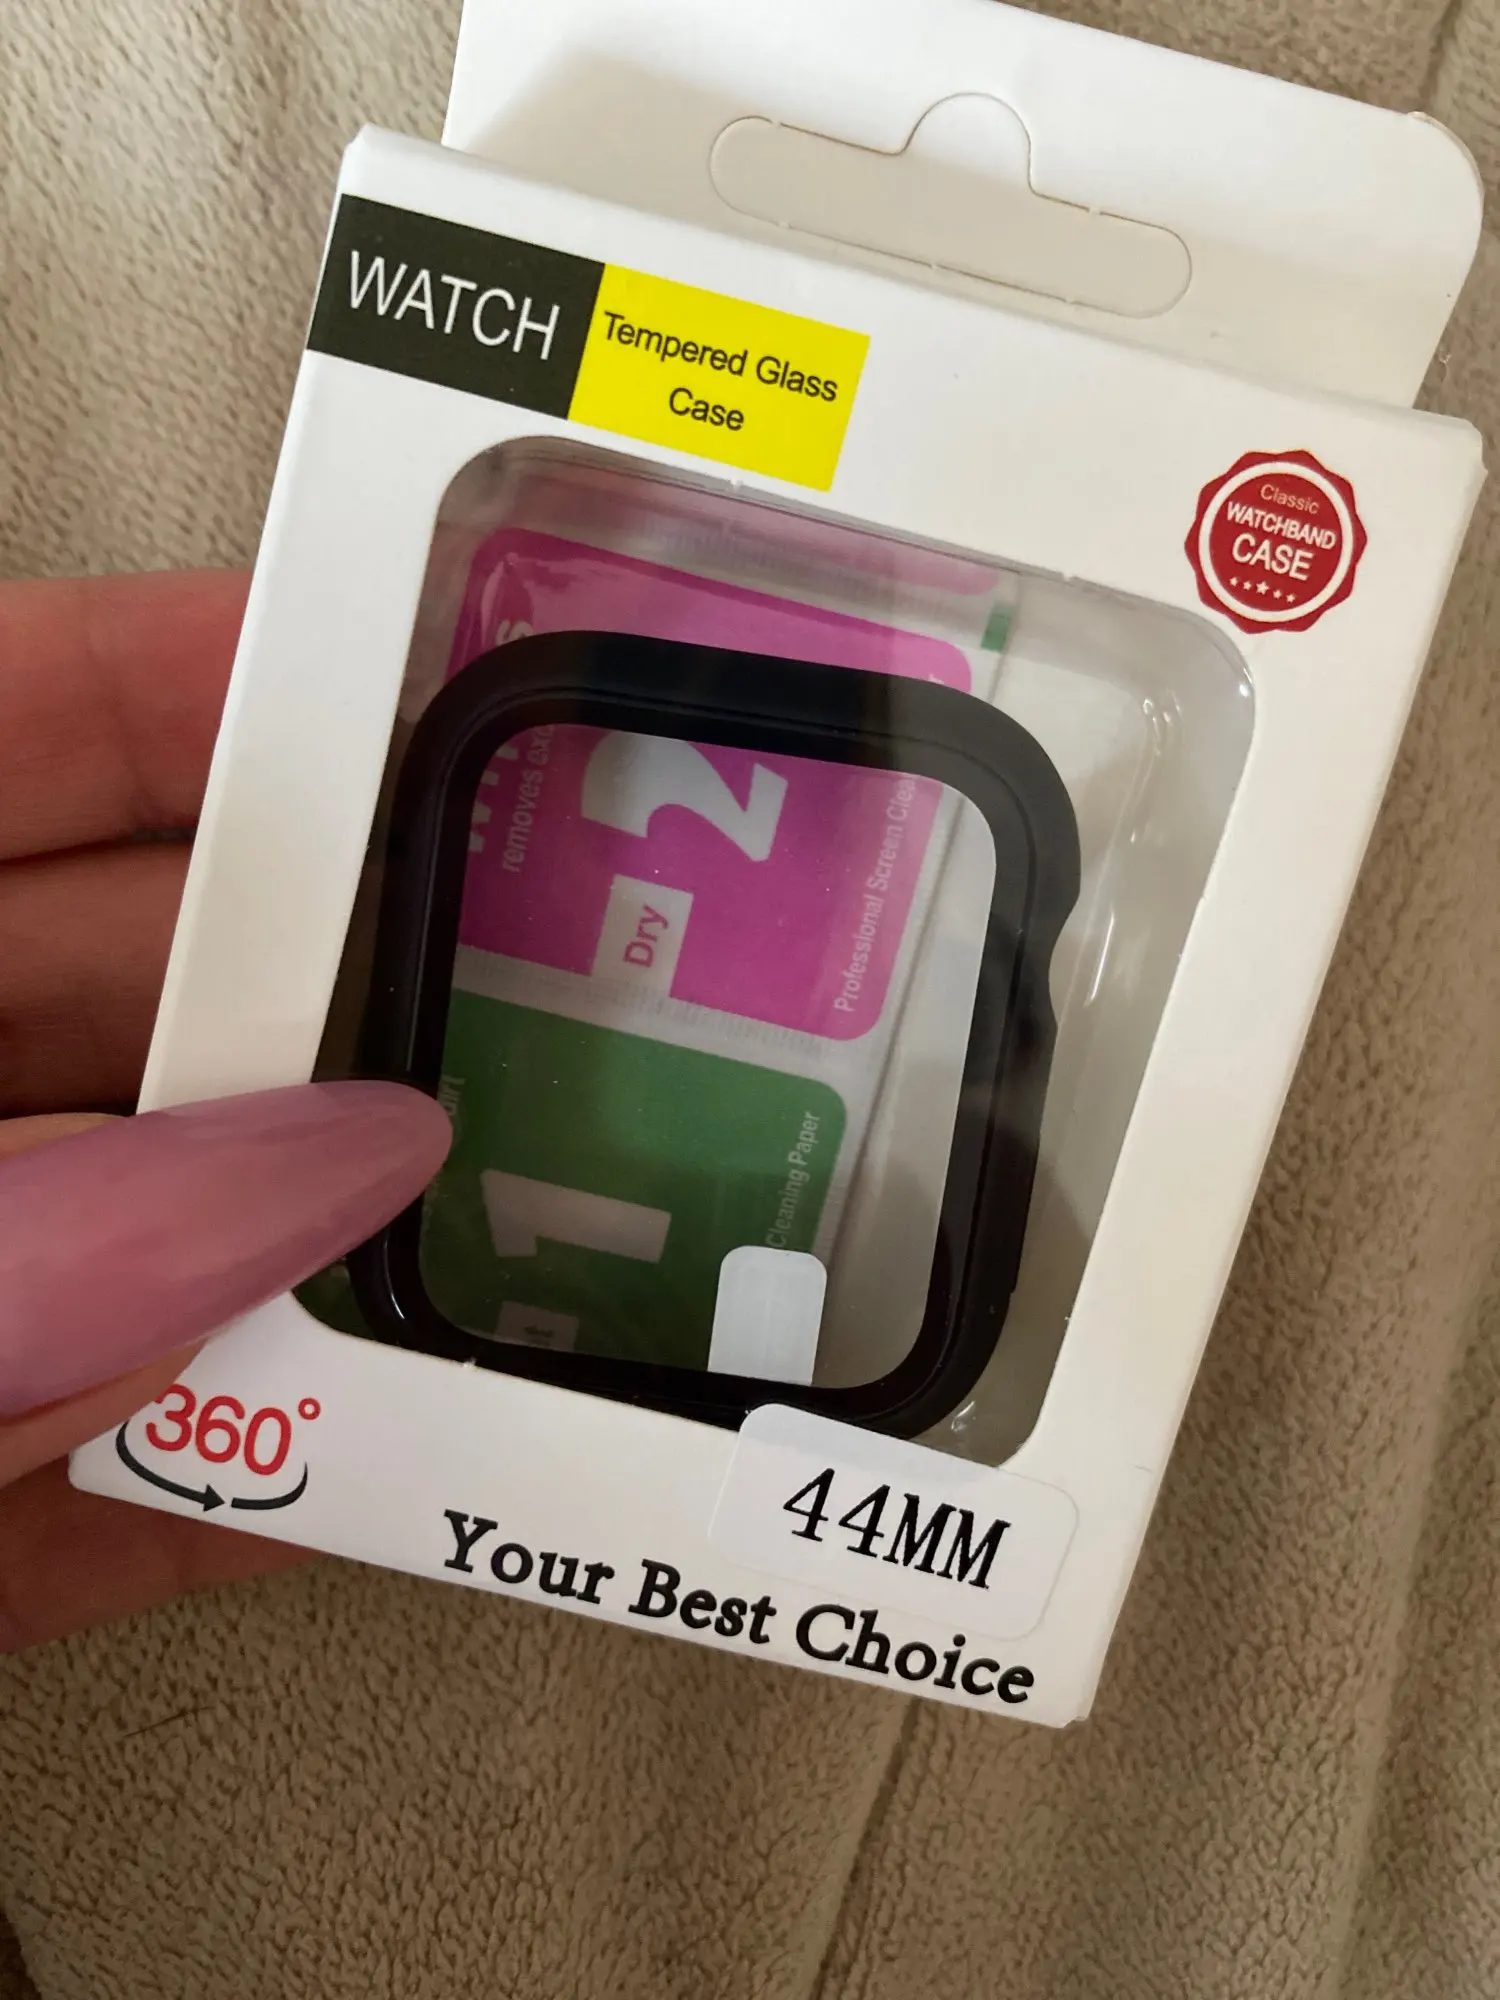 WATCH
Tempered Glass
Case
Classic
WATCHBAND
CASE
removes exc
2
Dry
Professional Screen Clea
1
Cleaning Paper
360°
44MM
Your Best Choice